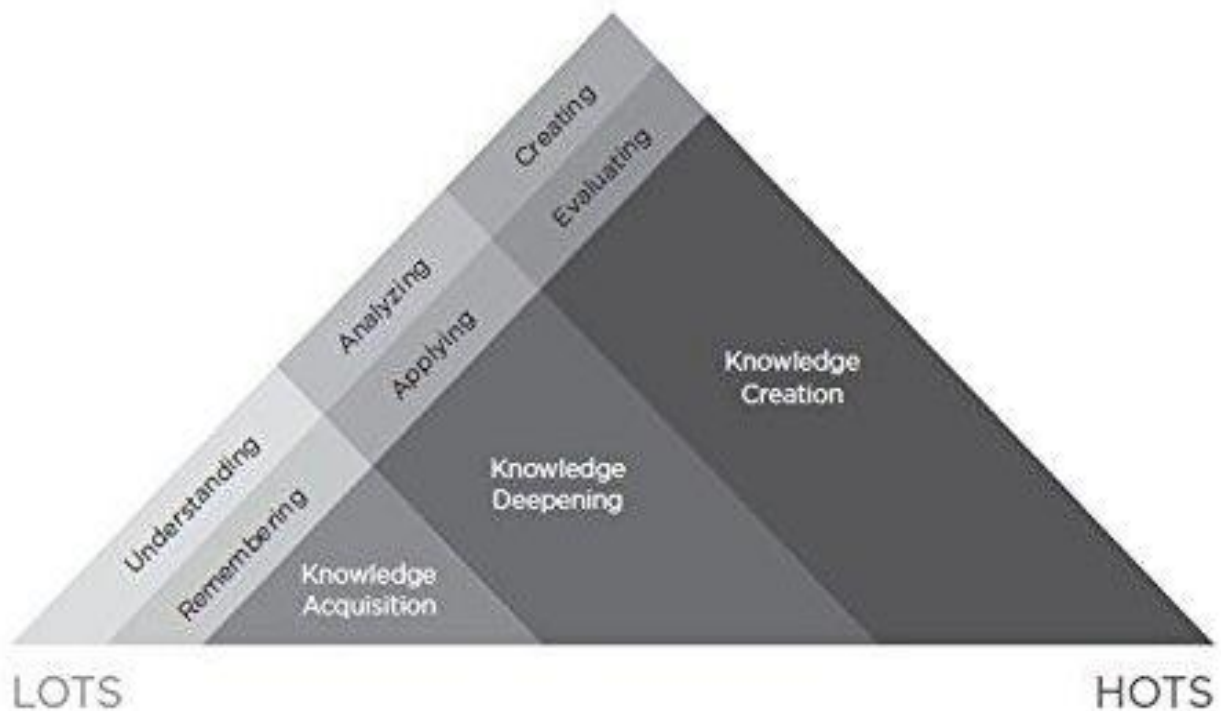 Creating
Evaluating
Analyzing
Applying
Understanding
Remembering
Knowledge
Creation
Knowledge
Deepening
Knowledge
Acquisition
LOTS
HOTS